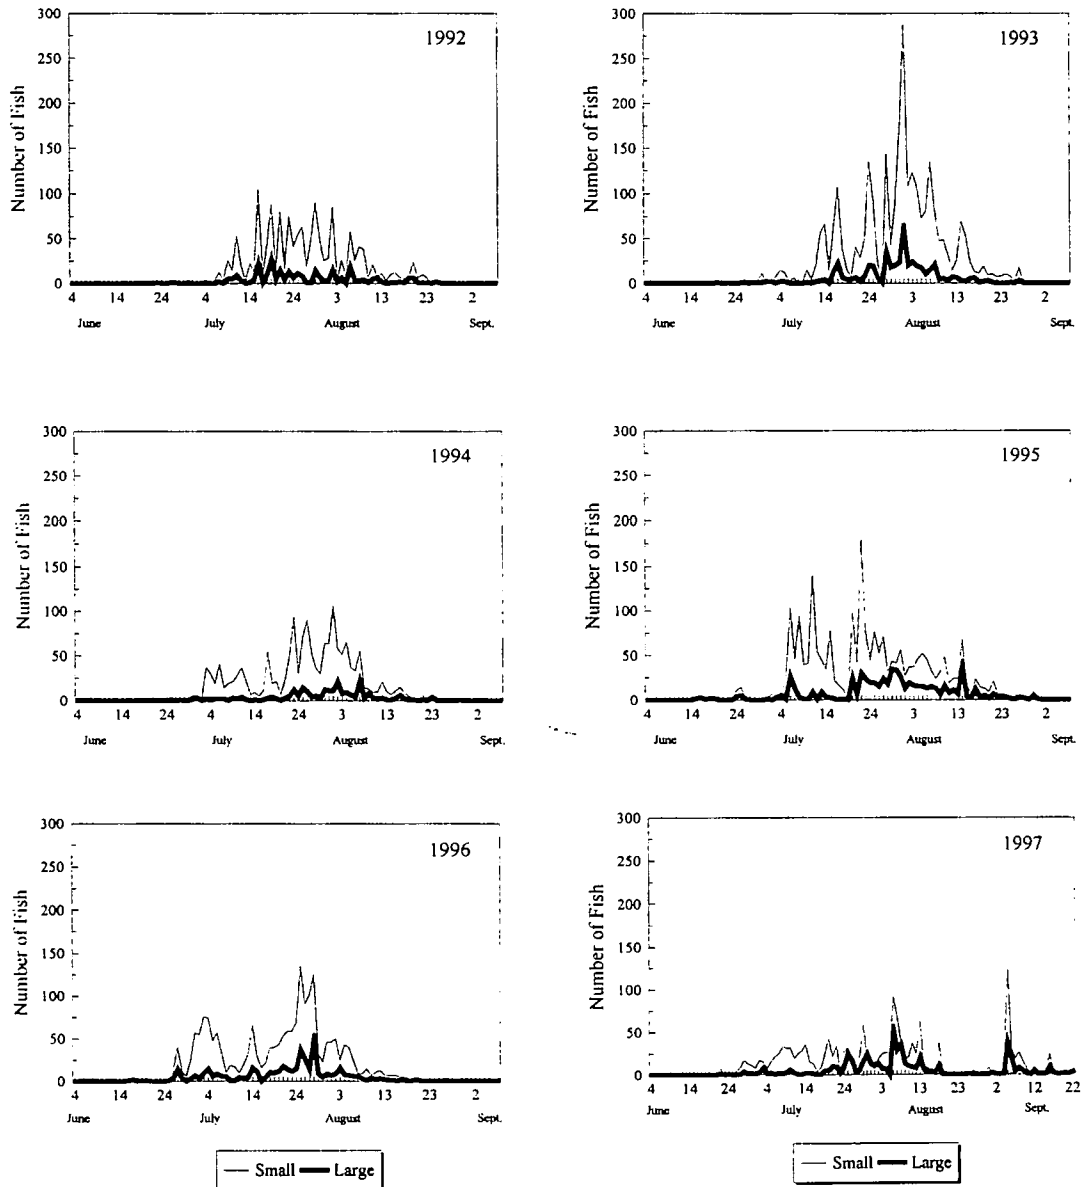 1992
Number of Fish
300
250
200
150
100
50
0
4 14 24 4 14 24 3 13 23 2
June July August Sept.
1993
Number of Fish
300
250
200
150
100
50
0
4 14 24 4 14 24 3 13 23 2
June July August Sept.
1994
Number of Fish
300
250
200
150
100
50
0
4 14 24 4 14 24 3 13 23 2
June July August Sept.
1995
Number of Fish
300
250
200
150
100
50
0
4 14 24 4 14 24 3 13 23 2
June July August Sept.
1996
Number of Fish
300
250
200
150
100
50
0
4 14 24 4 14 24 3 13 23 2
June July August Sept.
1997
Number of Fish
300
250
200
150
100
50
0
4 14 24 4 14 24 3 13 23 2 12 22
June July August Sept.
Small Large
Small Large